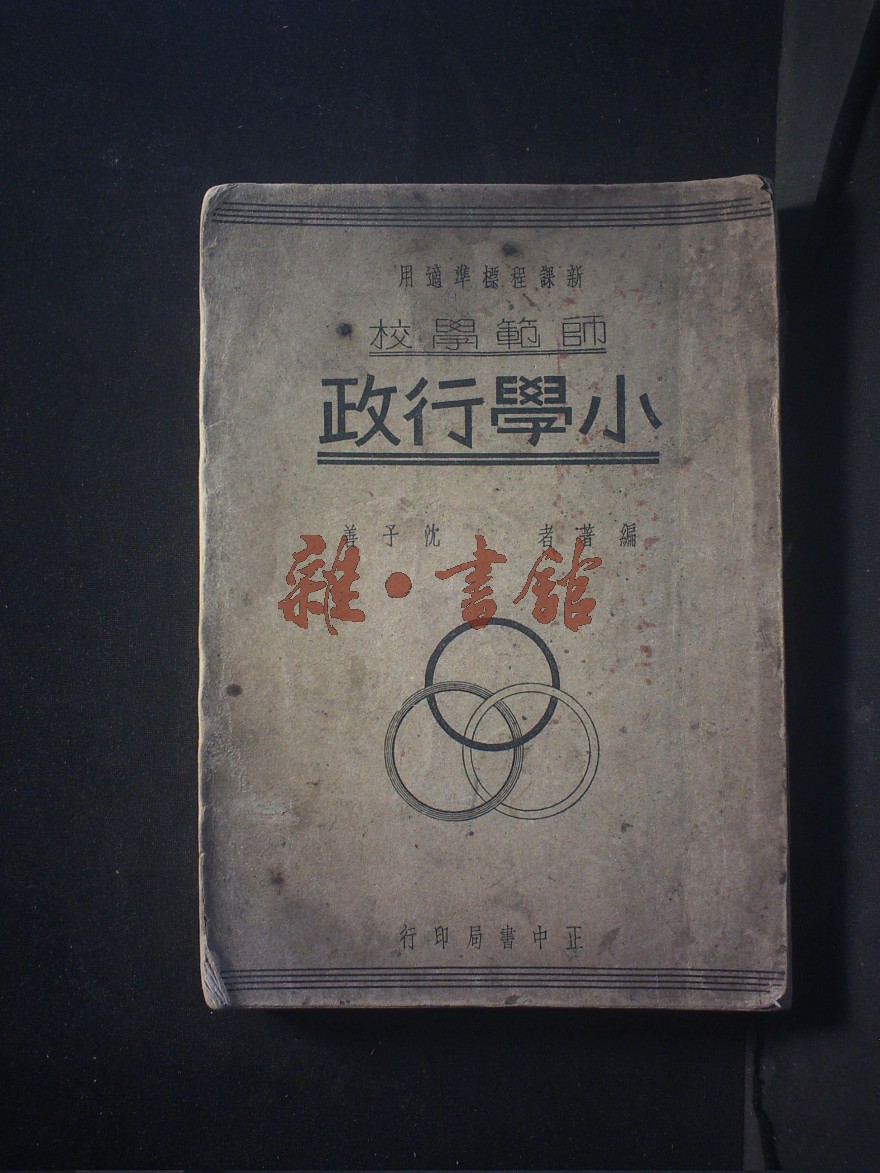 新課程標準適用
師範學校
小學行政
編著者 沈子善
雜·書館
正中書局印行